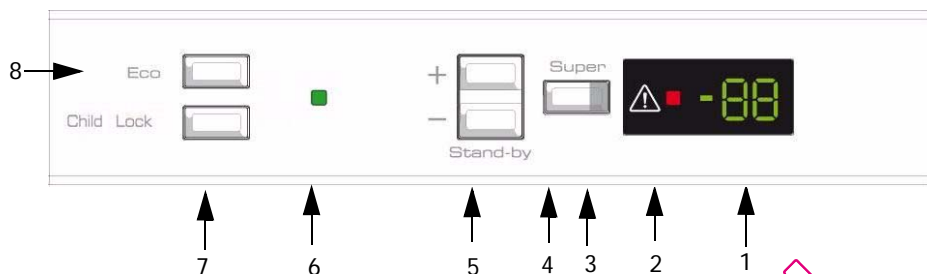 8 Eco + Super
Child Lock -
Stand-by
-88
7 6 5 4 3 2 1